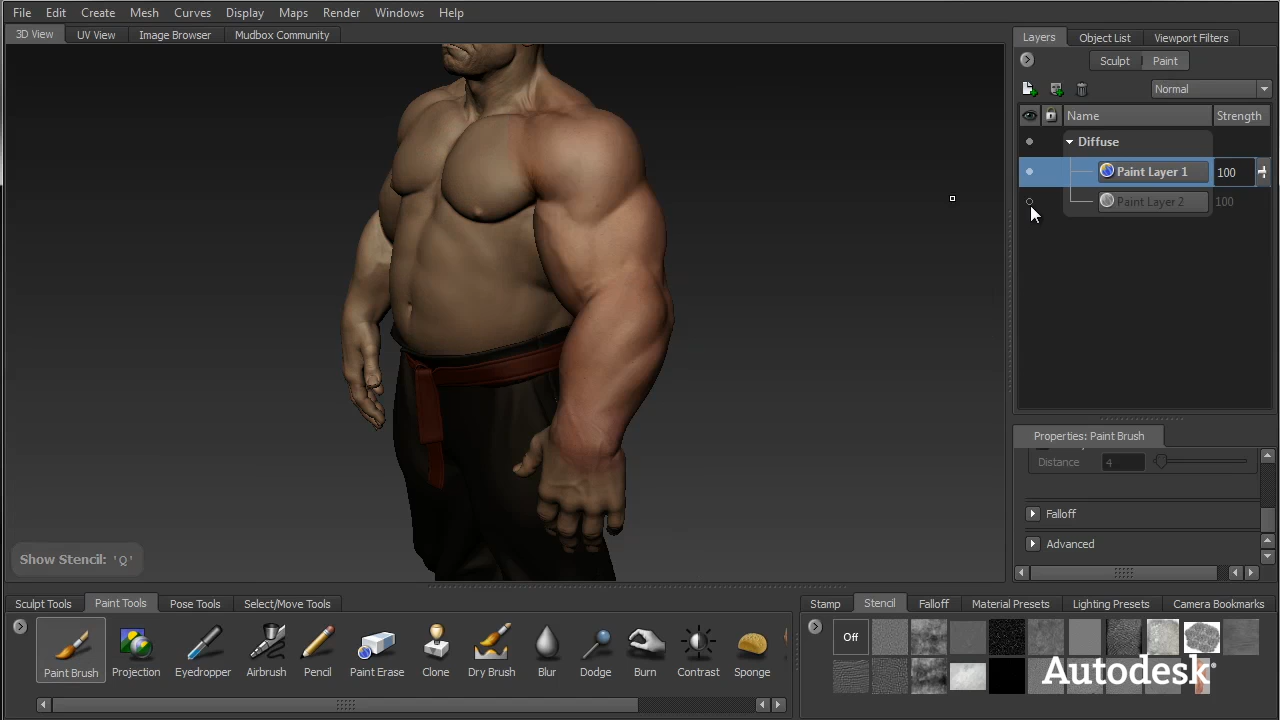 File Edit Create Mesh Curves Display Maps Render Windows Help
3D View UV View Image Browser Mudbox Community
Layers Object List Viewport Filters
Sculpt Paint
Normal
Name Strength
Diffuse
Paint Layer 1 100
Paint Layer 2 100
Properties: Paint Brush
Distance 4
Falloff
Advanced
Show Stencil: 'Q'
Sculpt Tools Paint Tools Pose Tools Select/Move Tools
Stamp Stencil Falloff Material Presets Lighting Presets Camera Bookmarks
Off
Paint Brush Projection Eyedropper Airbrush Pencil Paint Erase Clone Dry Brush Blur Dodge Burn Contrast Sponge
Autodesk